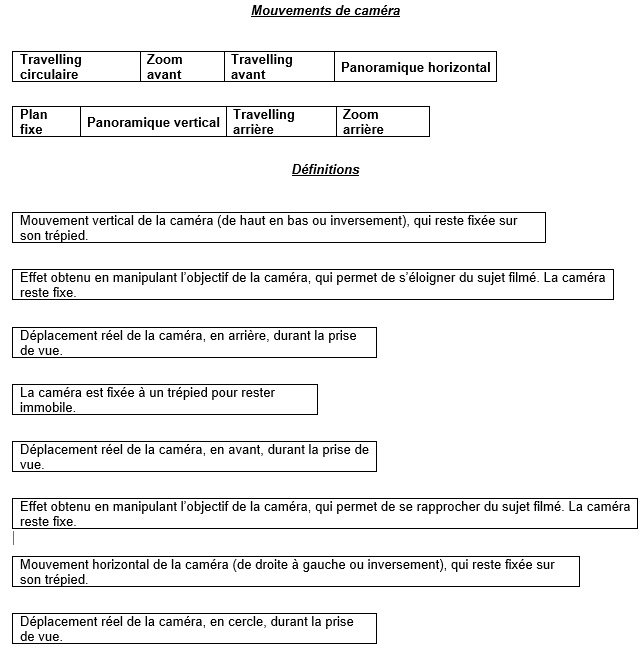 Mouvements de caméra
Travelling circulaire
Zoom avant
Travelling avant
Panoramique horizontal
Plan fixe
Panoramique vertical
Travelling arrière
Zoom arrière
Définitions
Mouvement vertical de la caméra (de haut en bas ou inversement), qui reste fixée sur
son trépied.
Effet obtenu en manipulant l’objectif de la caméra, qui permet de s’éloigner du sujet filmé. La caméra
reste fixe.
Déplacement réel de la caméra, en arrière, durant la prise
de vue.
La caméra est fixée à un trépied pour rester
immobile.
Déplacement réel de la caméra, en avant, durant la prise de
vue.
Effet obtenu en manipulant l’objectif de la caméra, qui permet de se rapprocher du sujet filmé. La caméra
reste fixe.
Mouvement horizontal de la caméra (de droite à gauche ou inversement), qui reste fixée sur
son trépied.
Déplacement réel de la caméra, en cercle, durant la prise
de vue.